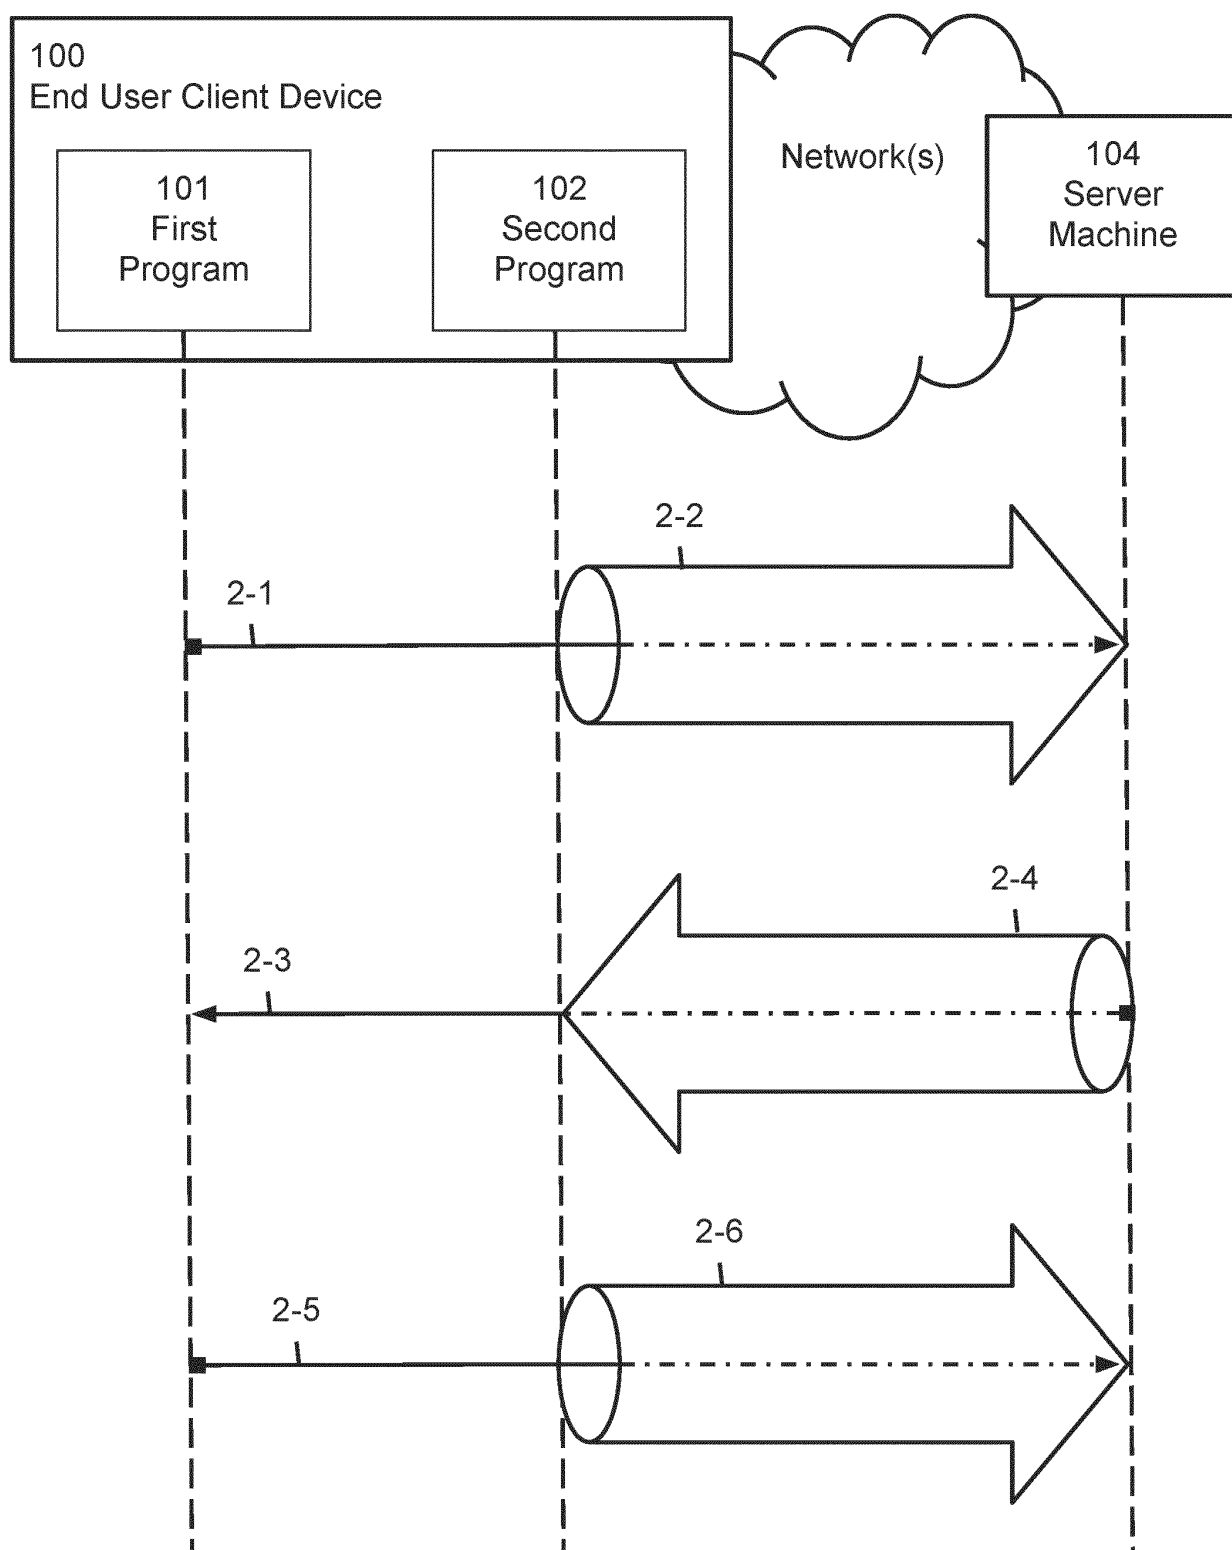 100
End User Client Device
101
First
Program
102
Second
Program
Network(s)
104
Server
Machine
2-1
2-2
2-3
2-4
2-5
2-6